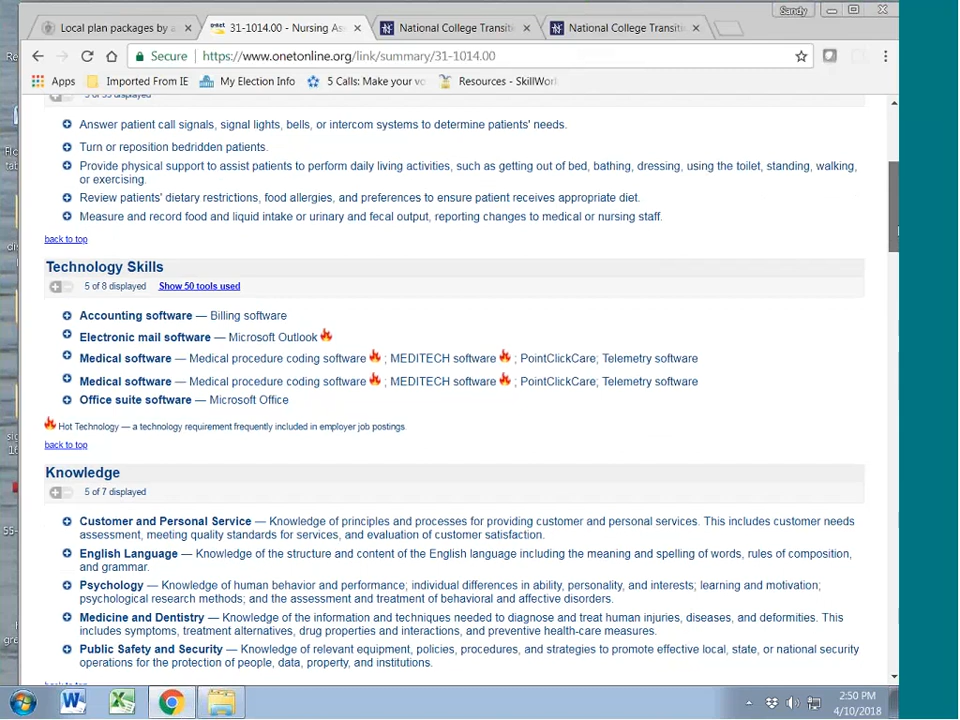 Sandy
Local plan packages by a
31-1014.00 - Nursing Ass
National College Transiti
National College Transiti
Secure https://www.onetonline.org/link/summary/31-1014.00
Apps Imported From IE My Election Info 5 Calls: Make your vo Resources - SkillWor
5 of 35 displayed
Answer patient call signals, signal lights, bells, or intercom systems to determine patients' needs.
Turn or reposition bedridden patients.
Provide physical support to assist patients to perform daily living activities, such as getting out of bed, bathing, dressing, using the toilet, standing, walking,
or exercising.
Review patients' dietary restrictions, food allergies, and preferences to ensure patient receives appropriate diet.
Measure and record food and liquid intake or urinary and fecal output, reporting changes to medical or nursing staff.
back to top
Technology Skills
5 of 8 displayed Show 50 tools used
Accounting software — Billing software
Electronic mail software — Microsoft Outlook
Medical software — Medical procedure coding software ; MEDITECH software ; PointClickCare; Telemetry software
Medical software — Medical procedure coding software ; MEDITECH software ; PointClickCare; Telemetry software
Office suite software — Microsoft Office
Hot Technology — a technology requirement frequently included in employer job postings.
back to top
Knowledge
5 of 7 displayed
Customer and Personal Service — Knowledge of principles and processes for providing customer and personal services. This includes customer needs
assessment, meeting quality standards for services, and evaluation of customer satisfaction.
English Language — Knowledge of the structure and content of the English language including the meaning and spelling of words, rules of composition,
and grammar.
Psychology — Knowledge of human behavior and performance; individual differences in ability, personality, and interests; learning and motivation;
psychological research methods; and the assessment and treatment of behavioral and affective disorders.
Medicine and Dentistry — Knowledge of the information and techniques needed to diagnose and treat human injuries, diseases, and deformities. This
includes symptoms, treatment alternatives, drug properties and interactions, and preventive health-care measures.
Public Safety and Security — Knowledge of relevant equipment, policies, procedures, and strategies to promote effective local, state, or national security
operations for the protection of people, data, property, and institutions.
2:50 PM
4/10/2018